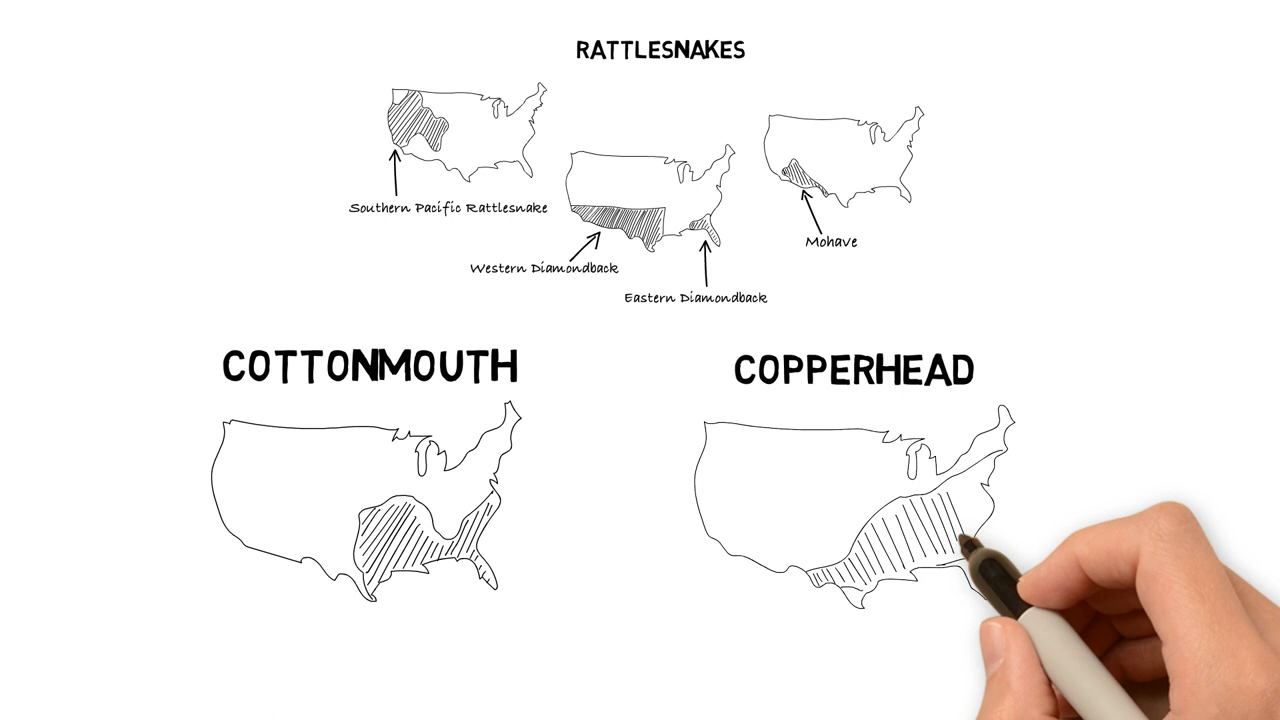 RATTLESNAKES
Southern Pacific Rattlesnake
Mohave
Western Diamondback
Eastern Diamondback
COTTONMOUTH
COPPERHEAD